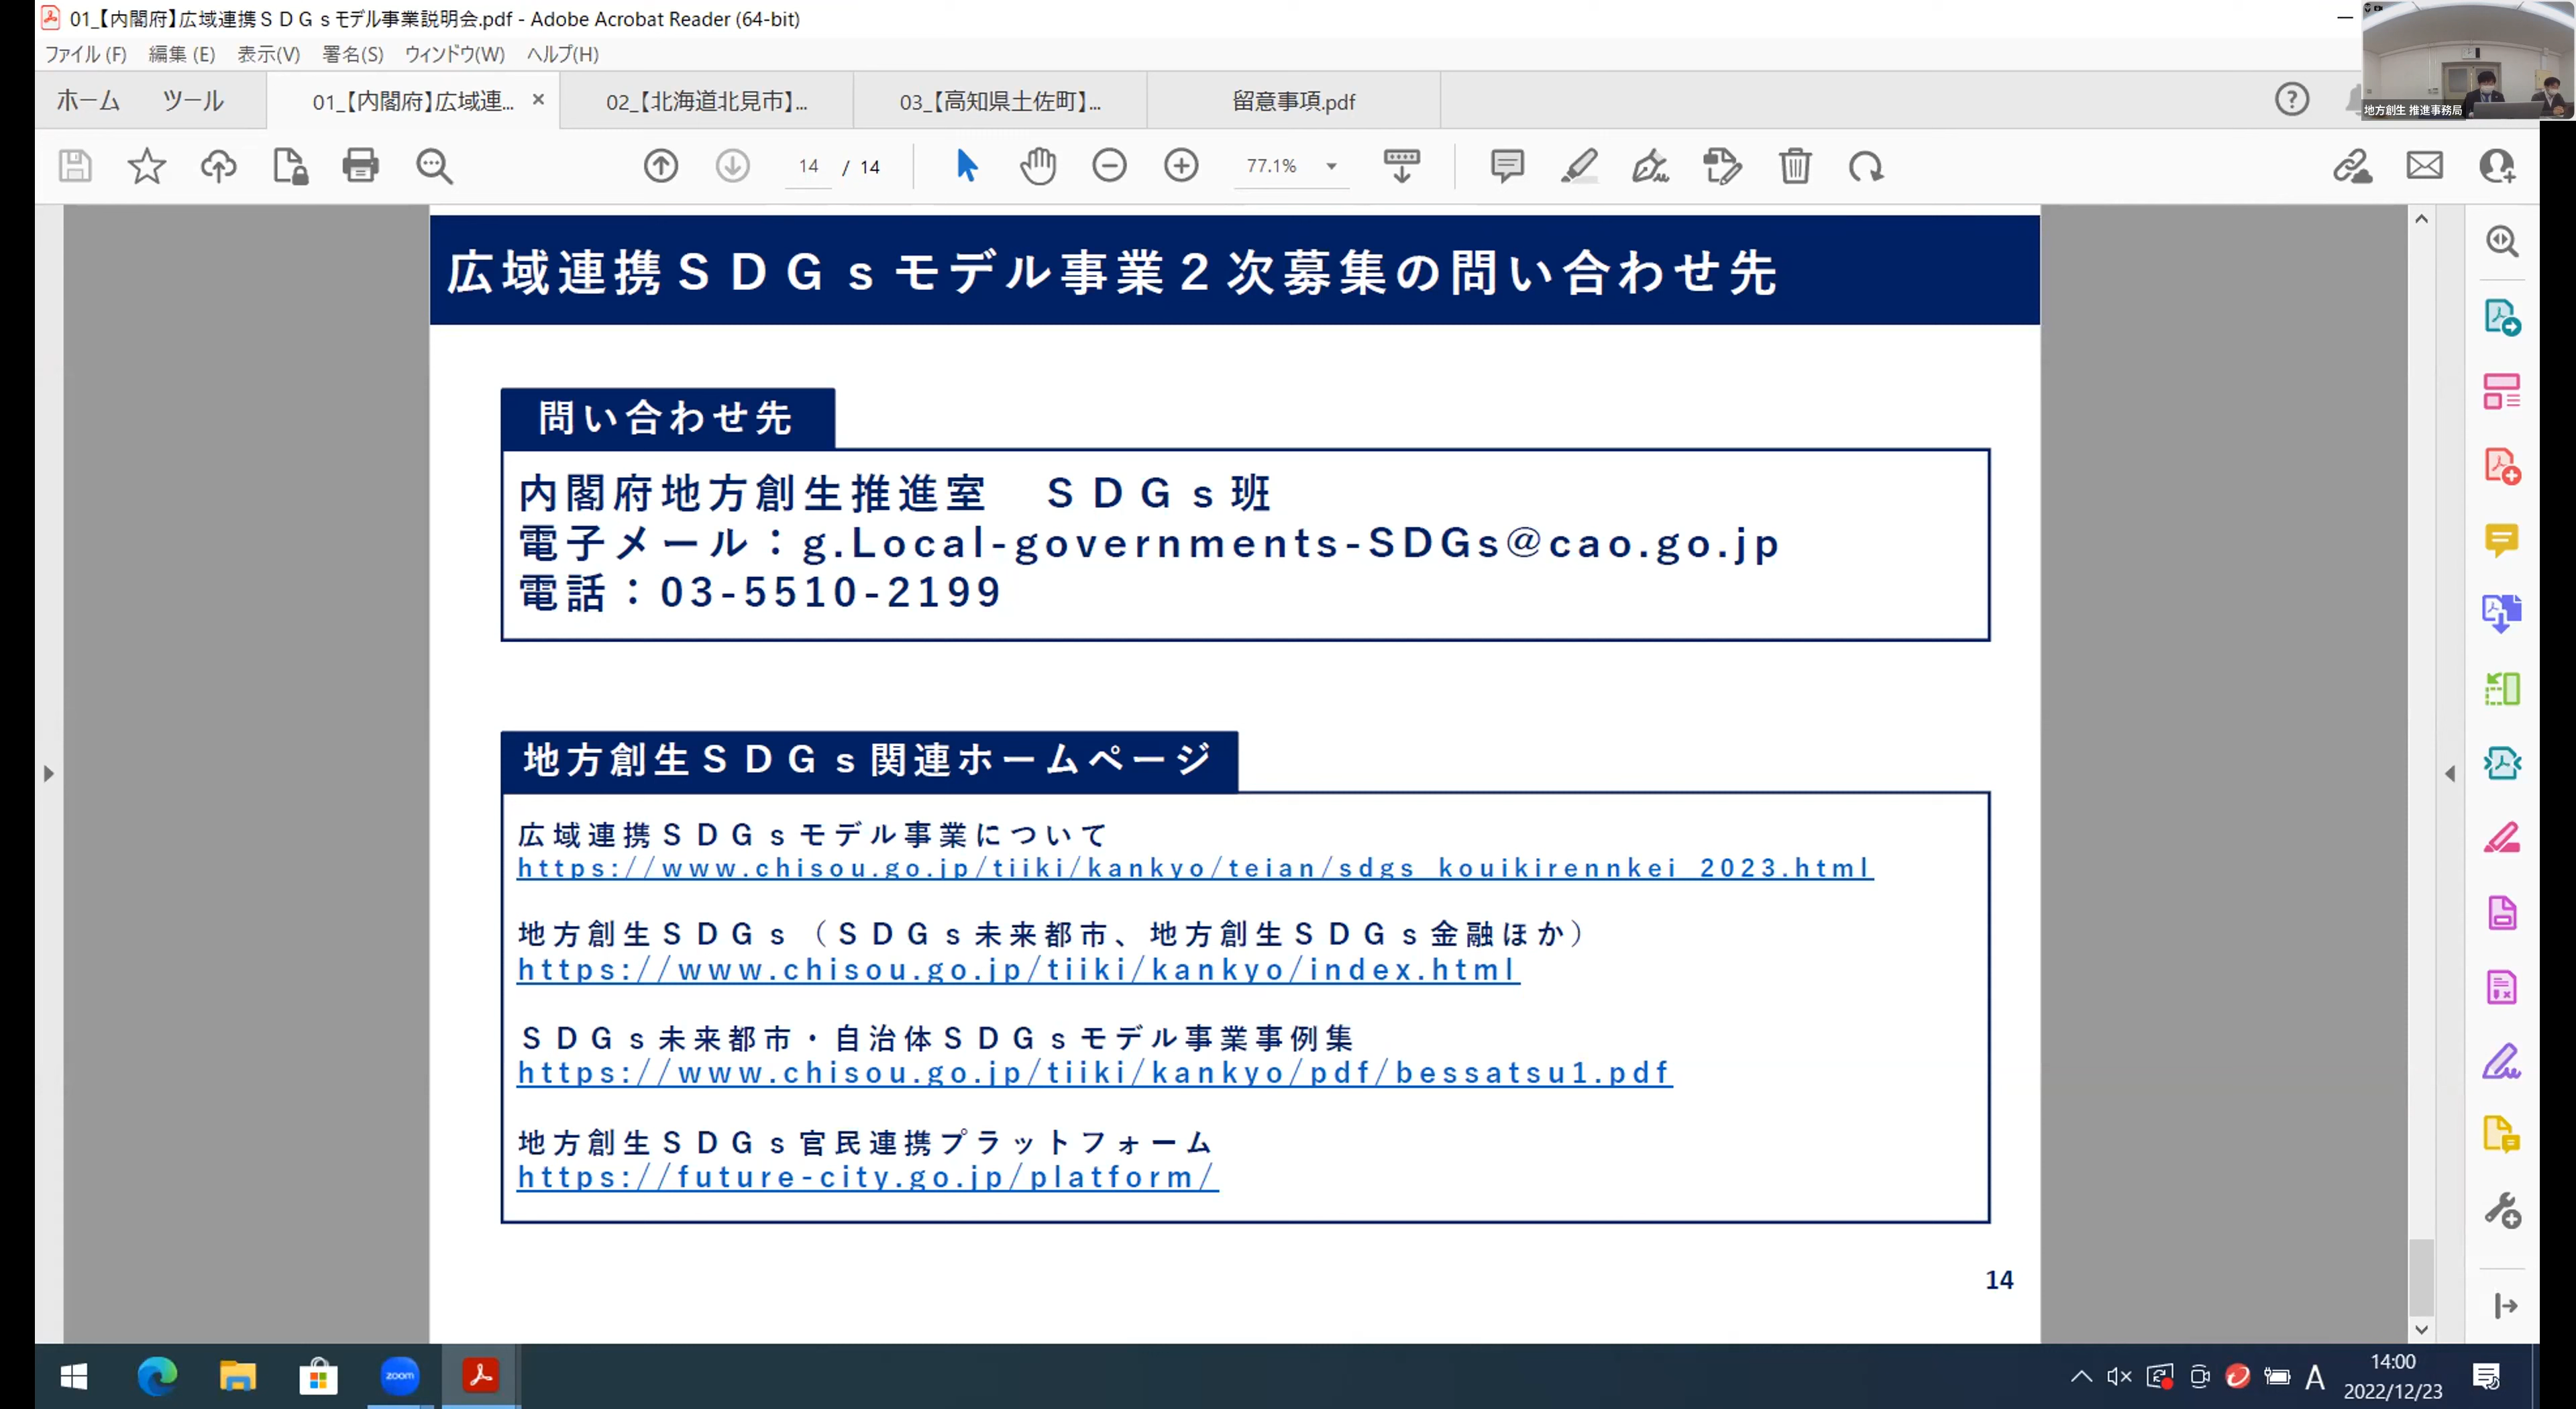 01_【内閣府】広域連携ＳＤＧｓモデル事業説明会.pdf - Adobe Acrobat Reader (64-bit)
ファイル(F) 編集(E) 表示(V) 署名(S) ウィンドウ(W) ヘルプ(H)
ホーム ツール 01_【内閣府】広域連... × 02_【北海道北見市】... 03_【高知県土佐町】... 留意事項.pdf
地方創生 推進事務局
14 / 14 77.1%
広域連携ＳＤＧｓモデル事業２次募集の問い合わせ先
問い合わせ先
内閣府地方創生推進室　ＳＤＧｓ班
電子メール：g.Local-governments-SDGs@cao.go.jp
電話：03-5510-2199
地方創生ＳＤＧｓ関連ホームページ
広域連携ＳＤＧｓモデル事業について
https://www.chisou.go.jp/tiiki/kankyo/teian/sdgs_kouikirennkei_2023.html
地方創生ＳＤＧｓ（ＳＤＧｓ未来都市、地方創生ＳＤＧｓ金融ほか）
https://www.chisou.go.jp/tiiki/kankyo/index.html
ＳＤＧｓ未来都市・自治体ＳＤＧｓモデル事業事例集
https://www.chisou.go.jp/tiiki/kankyo/pdf/bessatsu1.pdf
地方創生ＳＤＧｓ官民連携プラットフォーム
https://future-city.go.jp/platform/
14
zoom
A
14:00
2022/12/23